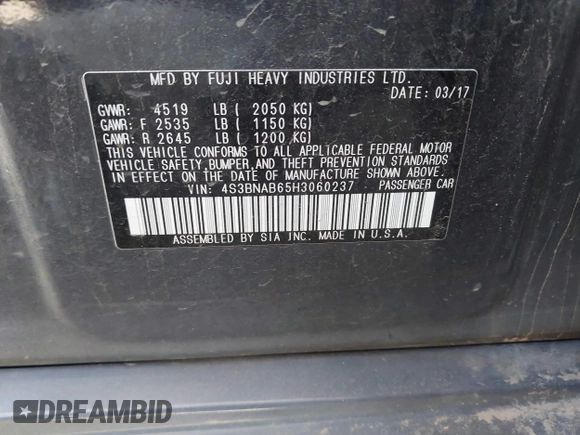 MFD BY FUJI HEAVY INDUSTRIES LTD.
DATE: 03/17
GVWR: 4519 LB ( 2050 KG)
GAWR: F 2535 LB ( 1150 KG)
GAWR: R 2645 LB ( 1200 KG)
THIS VEHICLE CONFORMS TO ALL APPLICABLE FEDERAL MOTOR
VEHICLE SAFETY,BUMPER,AND THEFT PREVENTION STANDARDS
IN EFFECT ON THE DATE OF MANUFACTURE SHOWN ABOVE.
VIN: 4S3BNAB65H3060237 PASSENGER CAR
ASSEMBLED BY SIA INC. MADE IN U.S.A.
DREAMBID